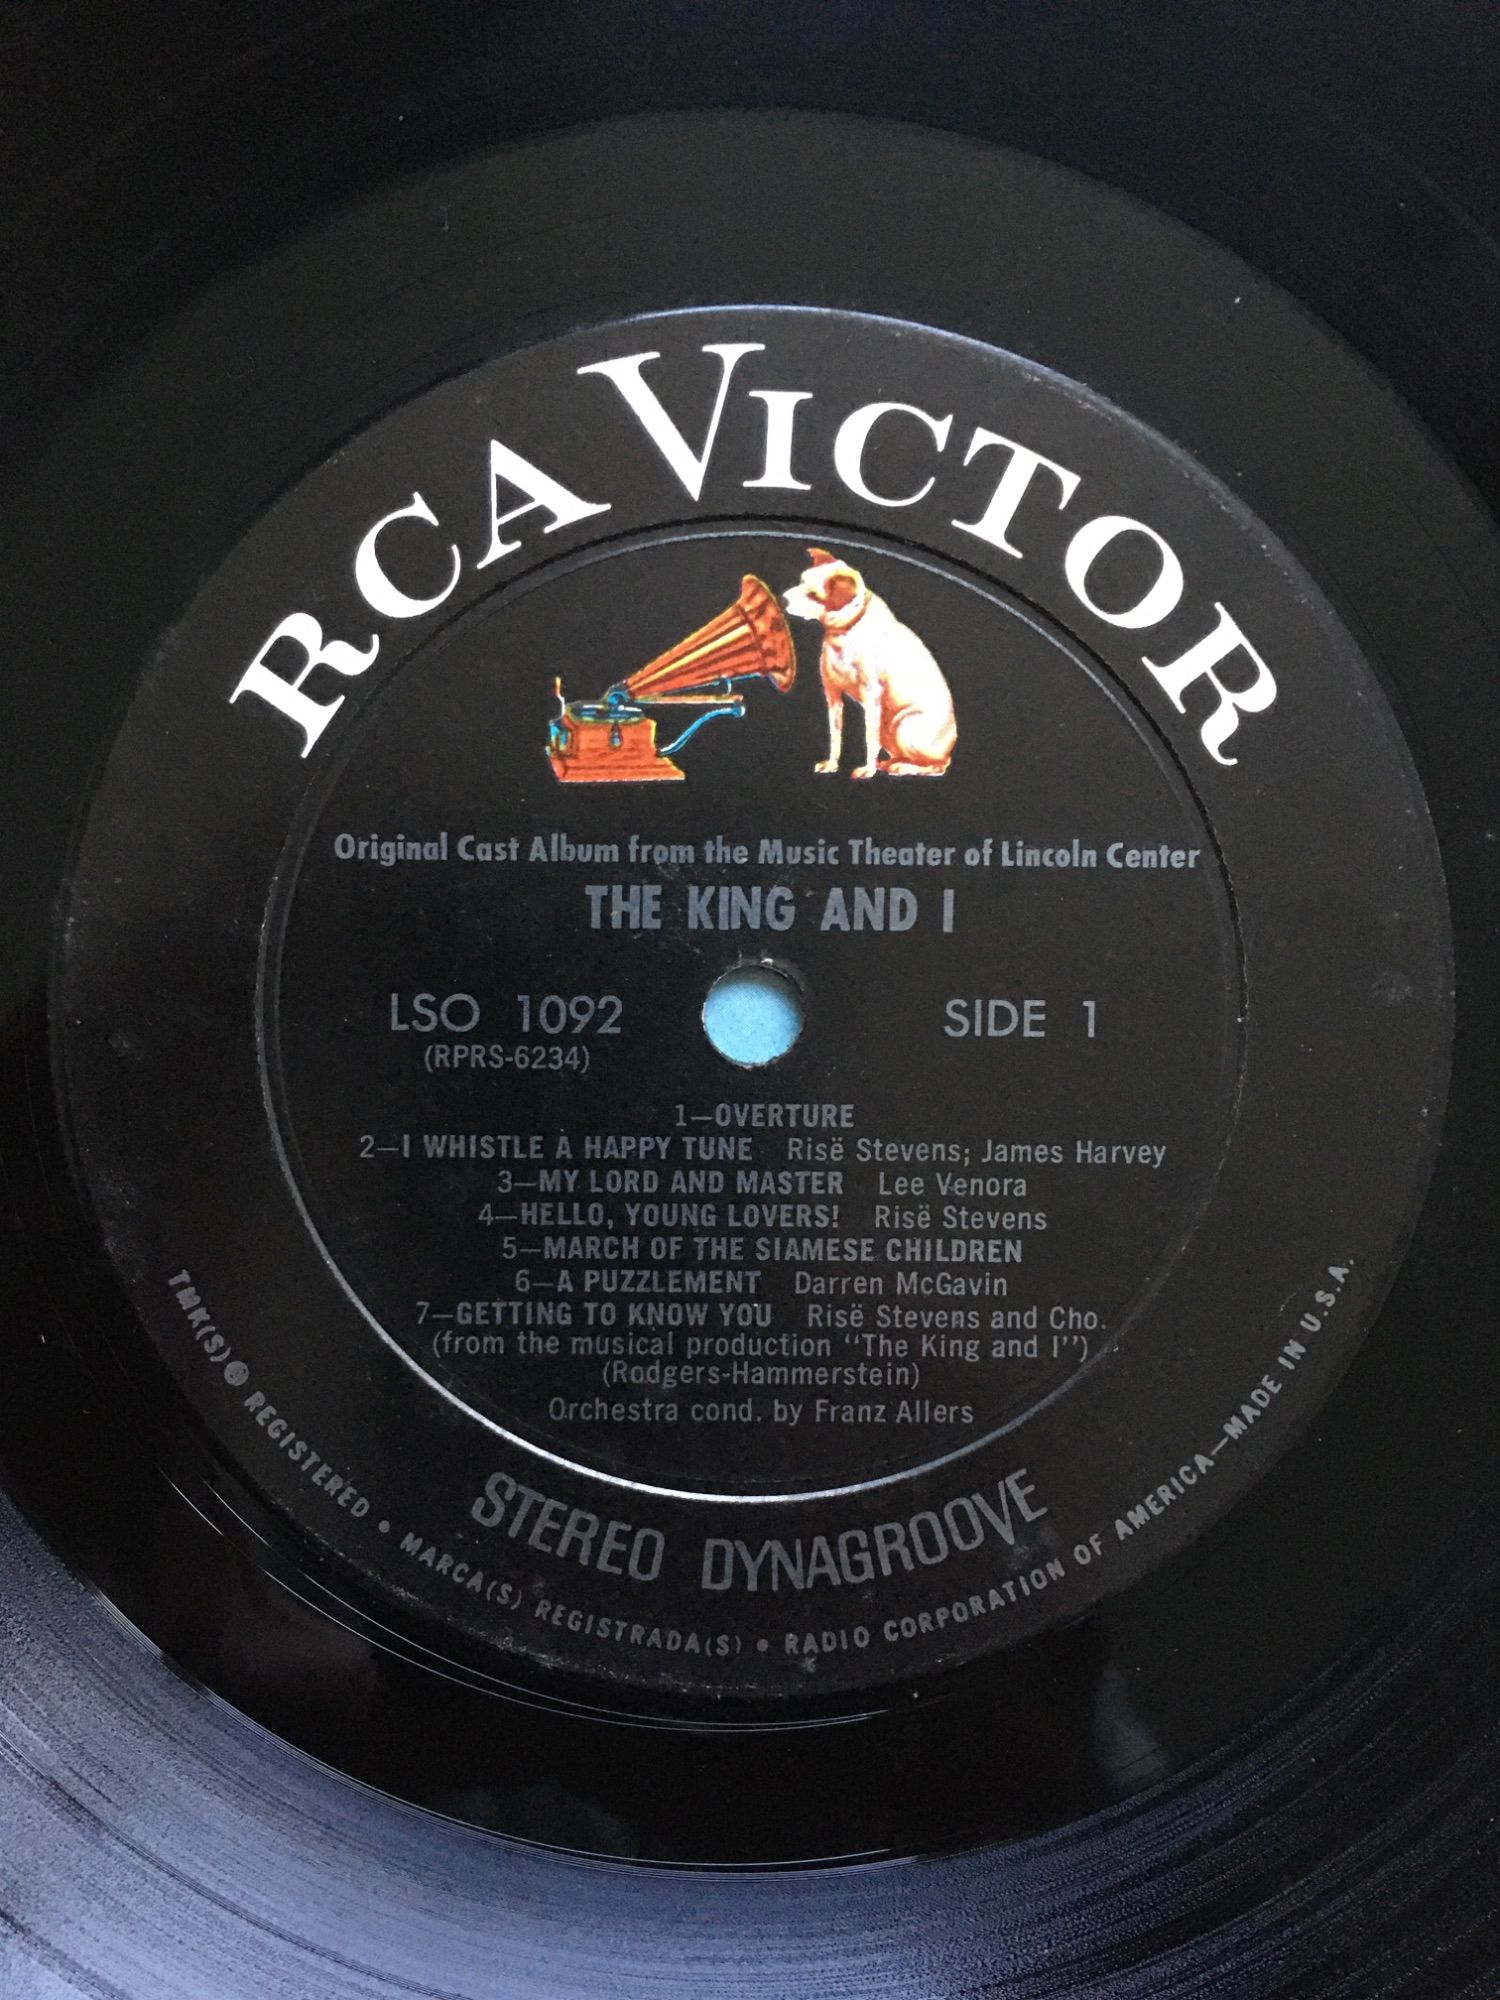 RCA VICTOR
Original Cast Album from the Music Theater of Lincoln Center
THE KING AND I
LSO 1092
(RPRS-6234)
SIDE 1
1—OVERTURE
2—I WHISTLE A HAPPY TUNE Risë Stevens; James Harvey
3—MY LORD AND MASTER Lee Venora
4—HELLO, YOUNG LOVERS! Risë Stevens
5—MARCH OF THE SIAMESE CHILDREN
6—A PUZZLEMENT Darren McGavin
7—GETTING TO KNOW YOU Risë Stevens and Cho.
(from the musical production "The King and I")
(Rodgers-Hammerstein)
Orchestra cond. by Franz Allers
STEREO DYNAGROOVE
TMK(S) ® REGISTERED • MARCA(S) REGISTRADA(S) • RADIO CORPORATION OF AMERICA—MADE IN U.S.A.